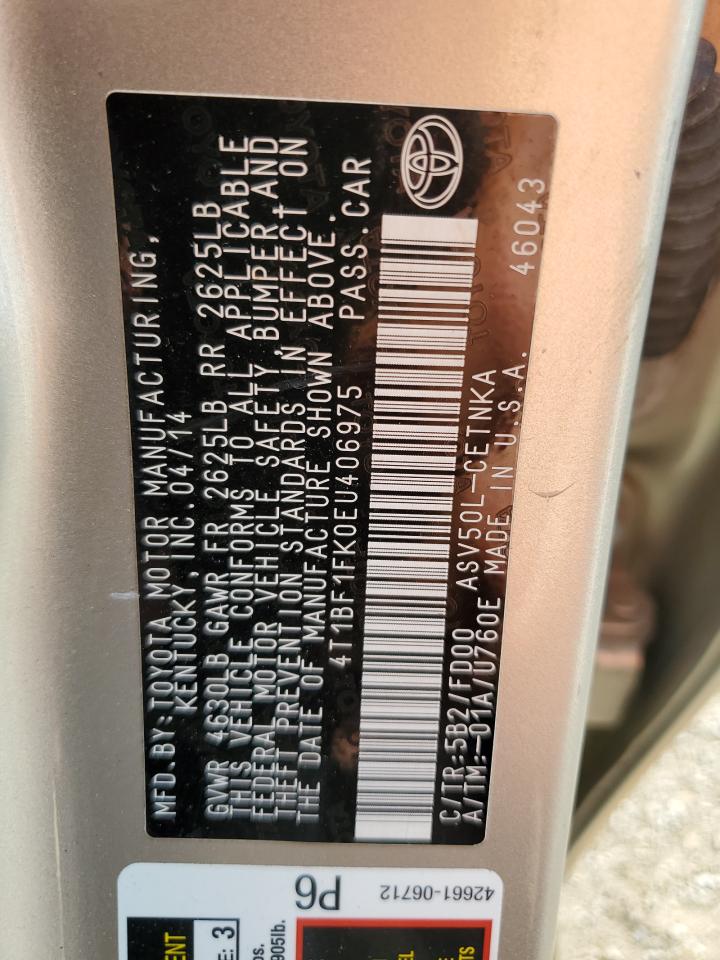 MFD.BY:TOYOTA MOTOR MANUFACTURING,
KENTUCKY, INC. 04/14
GVWR 4630LB GAWR FR 2625LB RR 2625LB
THIS VEHICLE CONFORMS TO ALL APPLICABLE
FEDERAL MOTOR VEHICLE SAFETY, BUMPER AND
THEFT PREVENTION STANDARDS IN EFFECT ON
THE DATE OF MANUFACTURE SHOWN ABOVE.
4T1BF1FK0EU406975 PASS.CAR
C/TR:5B2/FD00 ASV50L-CETNKA
A/TM:-01A/U760E MADE IN U.S.A. 46043
P6
42661-06712
E: 3
905lb.